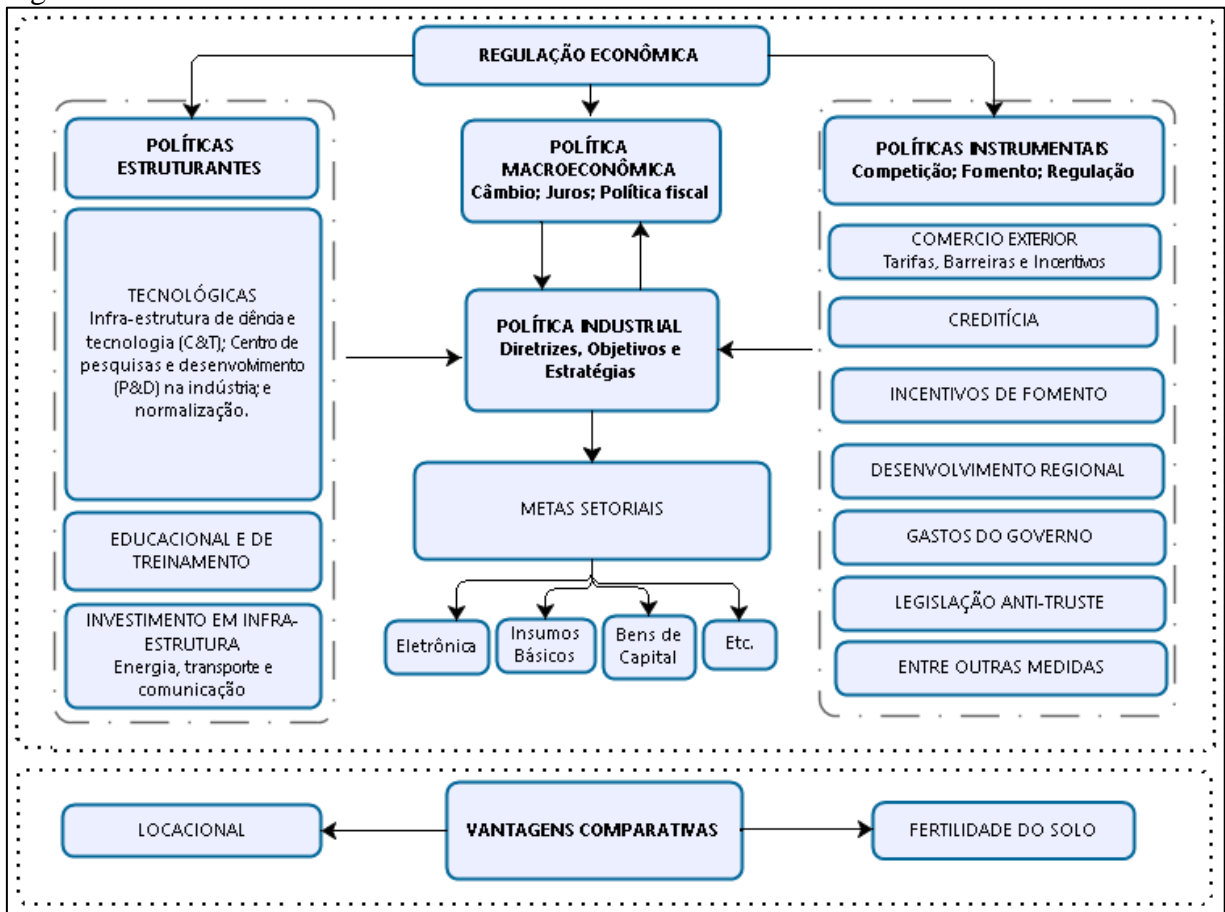 REGULAÇÃO ECONÔMICA
POLÍTICAS
ESTRUTURANTES
TECNOLÓGICAS
Infra-estrutura de ciência e
tecnologia (C&T); Centro de
pesquisas e desenvolvimento
(P&D) na indústria; e
normalização.
EDUCACIONAL E DE
TREINAMENTO
INVESTIMENTO EM INFRA-
ESTRUTURA
Energia, transporte e
comunicação
POLÍTICA
MACROECONÔMICA
Câmbio; Juros; Política fiscal
POLÍTICA INDUSTRIAL
Diretrizes, Objetivos e
Estratégias
METAS SETORIAIS
Eletrônica
Insumos
Básicos
Bens de
Capital
Etc.
POLÍTICAS INSTRUMENTAIS
Competição; Fomento; Regulação
COMERCIO EXTERIOR
Tarifas, Barreiras e Incentivos
CREDITÍCIA
INCENTIVOS DE FOMENTO
DESENVOLVIMENTO REGIONAL
GASTOS DO GOVERNO
LEGISLAÇÃO ANTI-TRUSTE
ENTRE OUTRAS MEDIDAS
LOCACIONAL
VANTAGENS COMPARATIVAS
FERTILIDADE DO SOLO